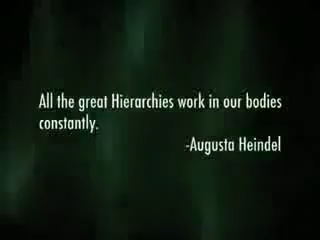 All the great Hierarchies work in our bodies
constantly.
-Augusta Heindel